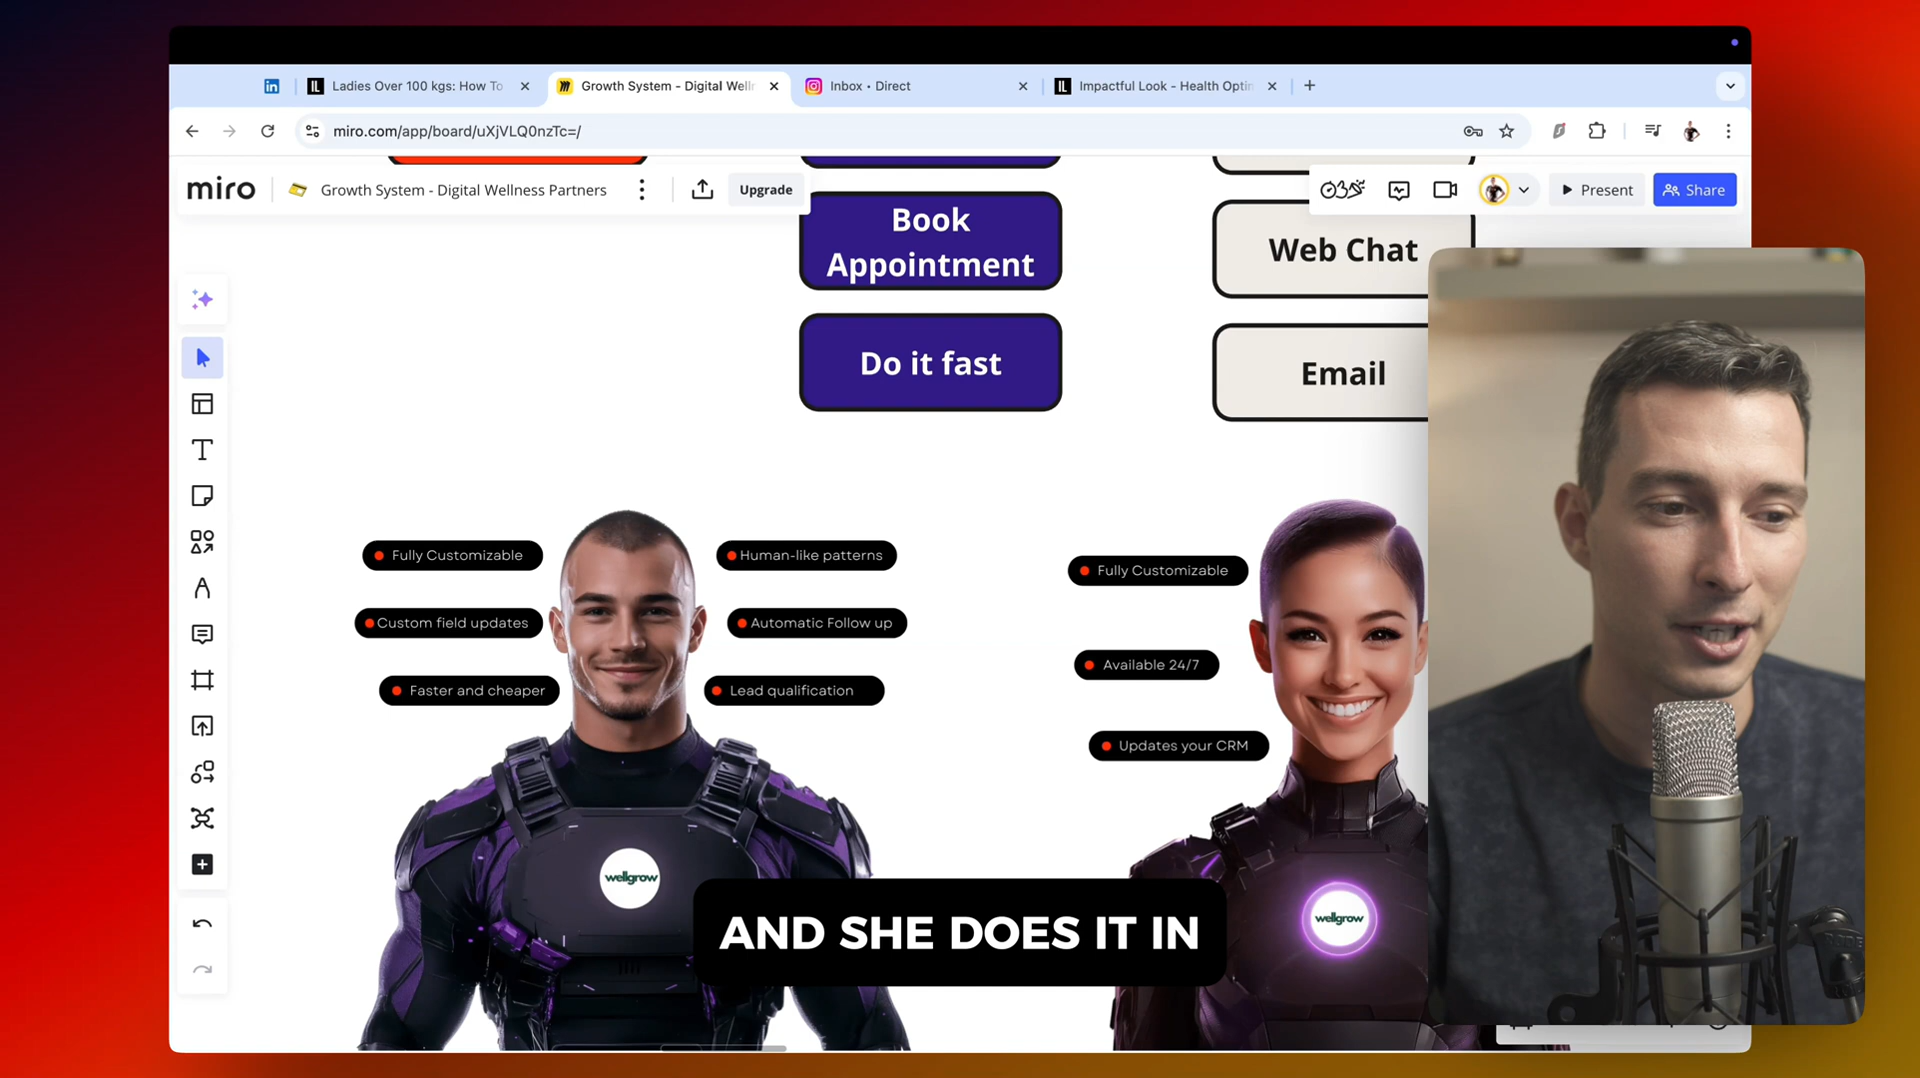 Ladies Over 100 kgs: How To
Growth System - Digital Welln
Inbox • Direct
Impactful Look - Health Optim
miro.com/app/board/uXjVLQ0nzTc=/
miro
Growth System - Digital Wellness Partners
Upgrade
Present
Share
Book
Appointment
Do it fast
Web Chat
Email
Fully Customizable
Human-like patterns
Custom field updates
Automatic Follow up
Faster and cheaper
Lead qualification
Fully Customizable
Available 24/7
Updates your CRM
wellgrow
wellgrow
AND SHE DOES IT IN